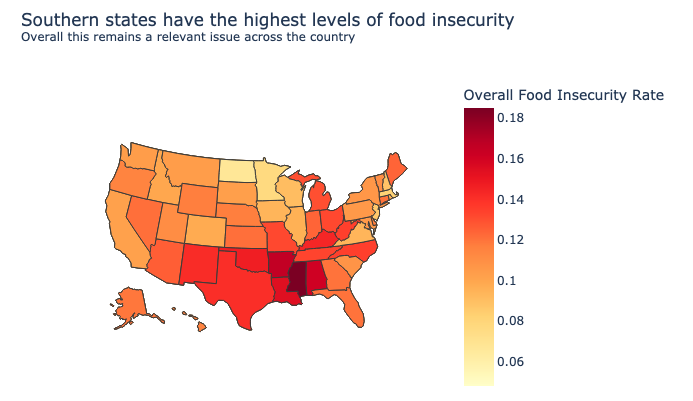 Southern states have the highest levels of food insecurity
Overall this remains a relevant issue across the country
Overall Food Insecurity Rate
0.18
0.16
0.14
0.12
0.1
0.08
0.06